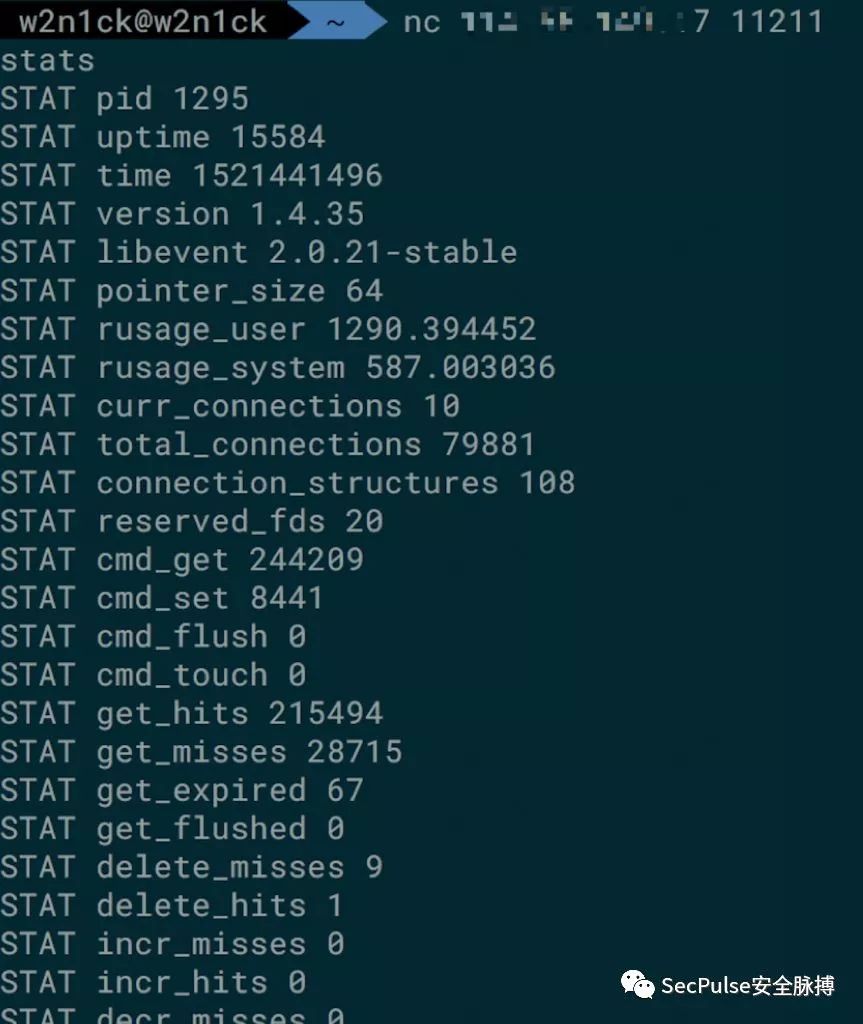 w2n1ck@w2n1ck ~ nc 7 11211
stats
STAT pid 1295
STAT uptime 15584
STAT time 1521441496
STAT version 1.4.35
STAT libevent 2.0.21-stable
STAT pointer_size 64
STAT rusage_user 1290.394452
STAT rusage_system 587.003036
STAT curr_connections 10
STAT total_connections 79881
STAT connection_structures 108
STAT reserved_fds 20
STAT cmd_get 244209
STAT cmd_set 8441
STAT cmd_flush 0
STAT cmd_touch 0
STAT get_hits 215494
STAT get_misses 28715
STAT get_expired 67
STAT get_flushed 0
STAT delete_misses 9
STAT delete_hits 1
STAT incr_misses 0
STAT incr_hits 0
STAT decr_misses 0
SecPulse安全脉搏